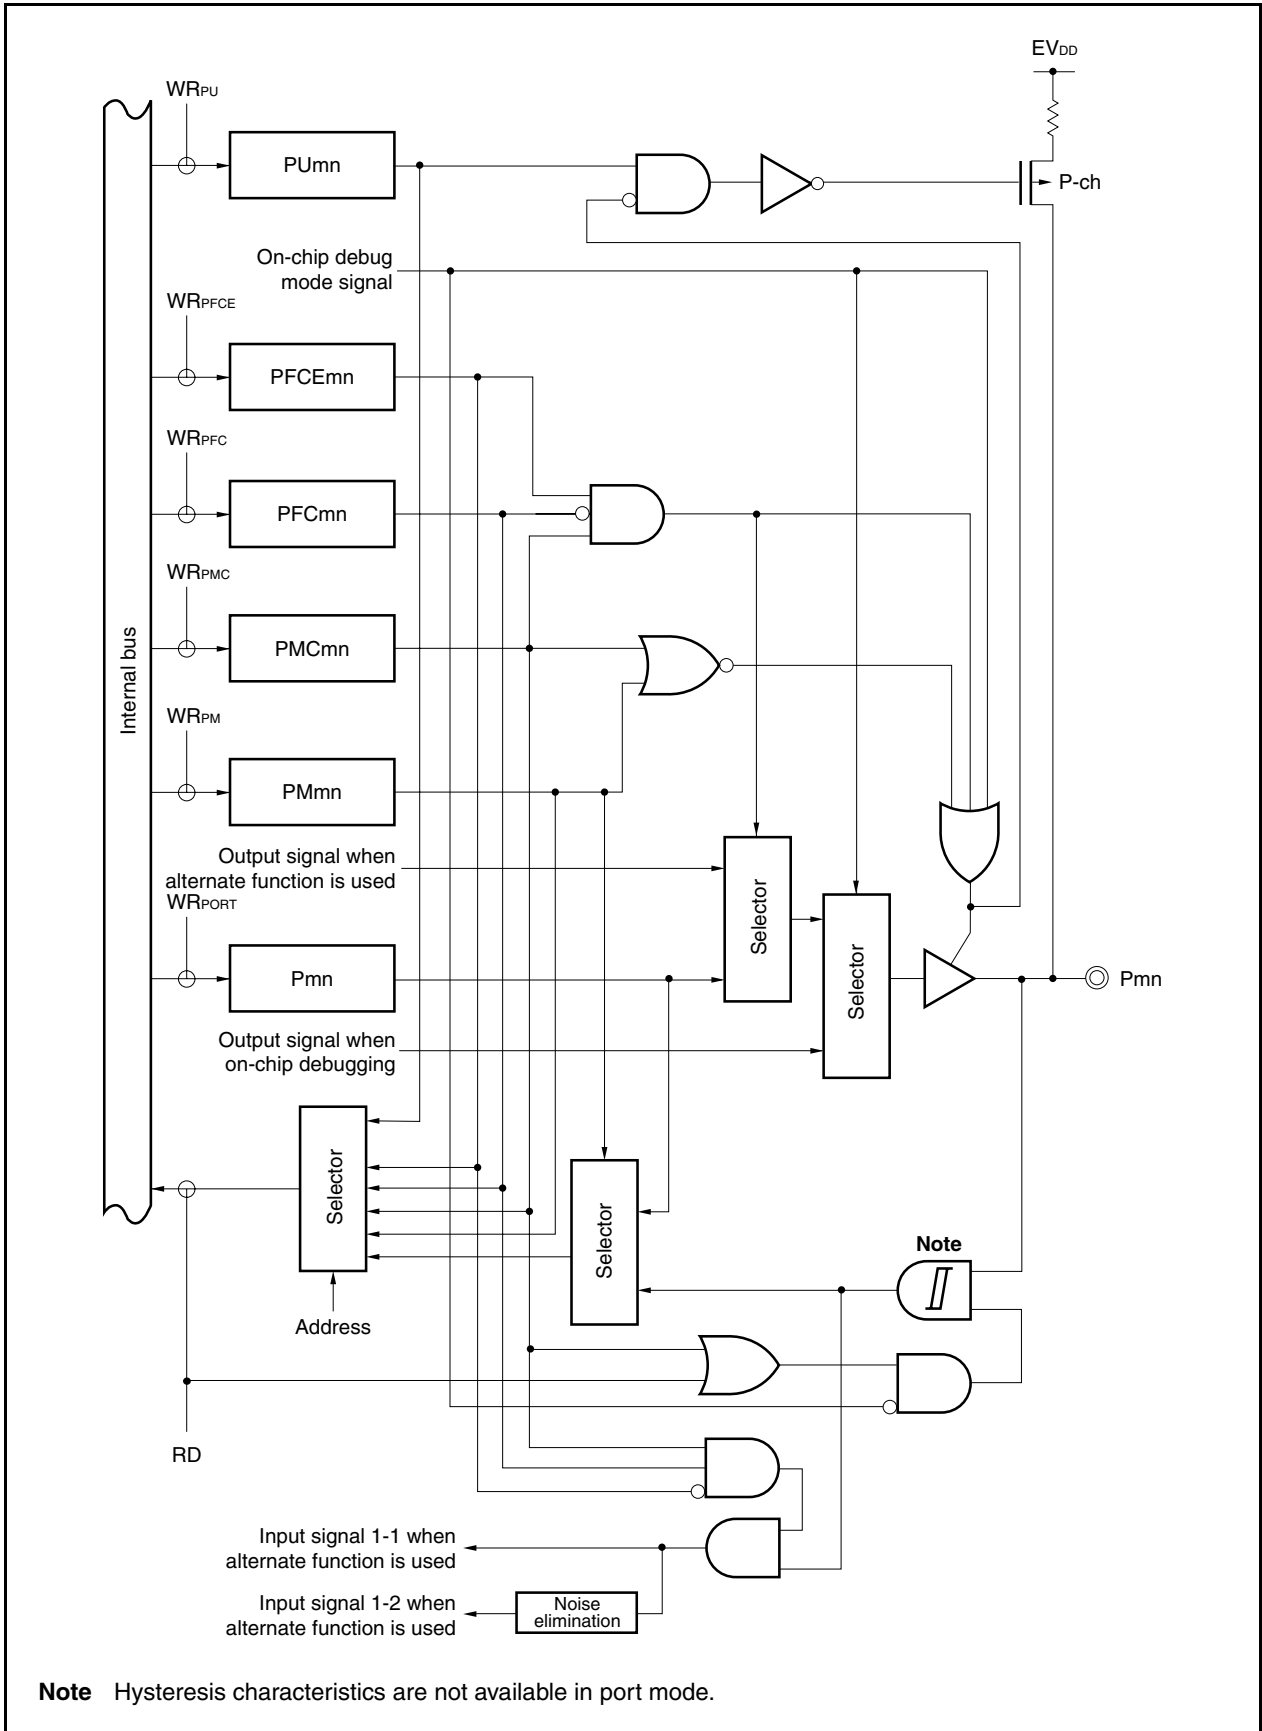 EVDD
WRPU
PUmn
P-ch
On-chip debug
mode signal
WRPFCE
PFCEmn
WRPFC
PFCmn
WRPMC
PMCmn
Internal bus
WRPM
PMmn
Output signal when
alternate function is used
WRPORT
Selector
Selector
Pmn
Pmn
Output signal when
on-chip debugging
Selector
Selector
Note
Address
RD
Input signal 1-1 when
alternate function is used
Input signal 1-2 when
alternate function is used
Noise
elimination
Note Hysteresis characteristics are not available in port mode.